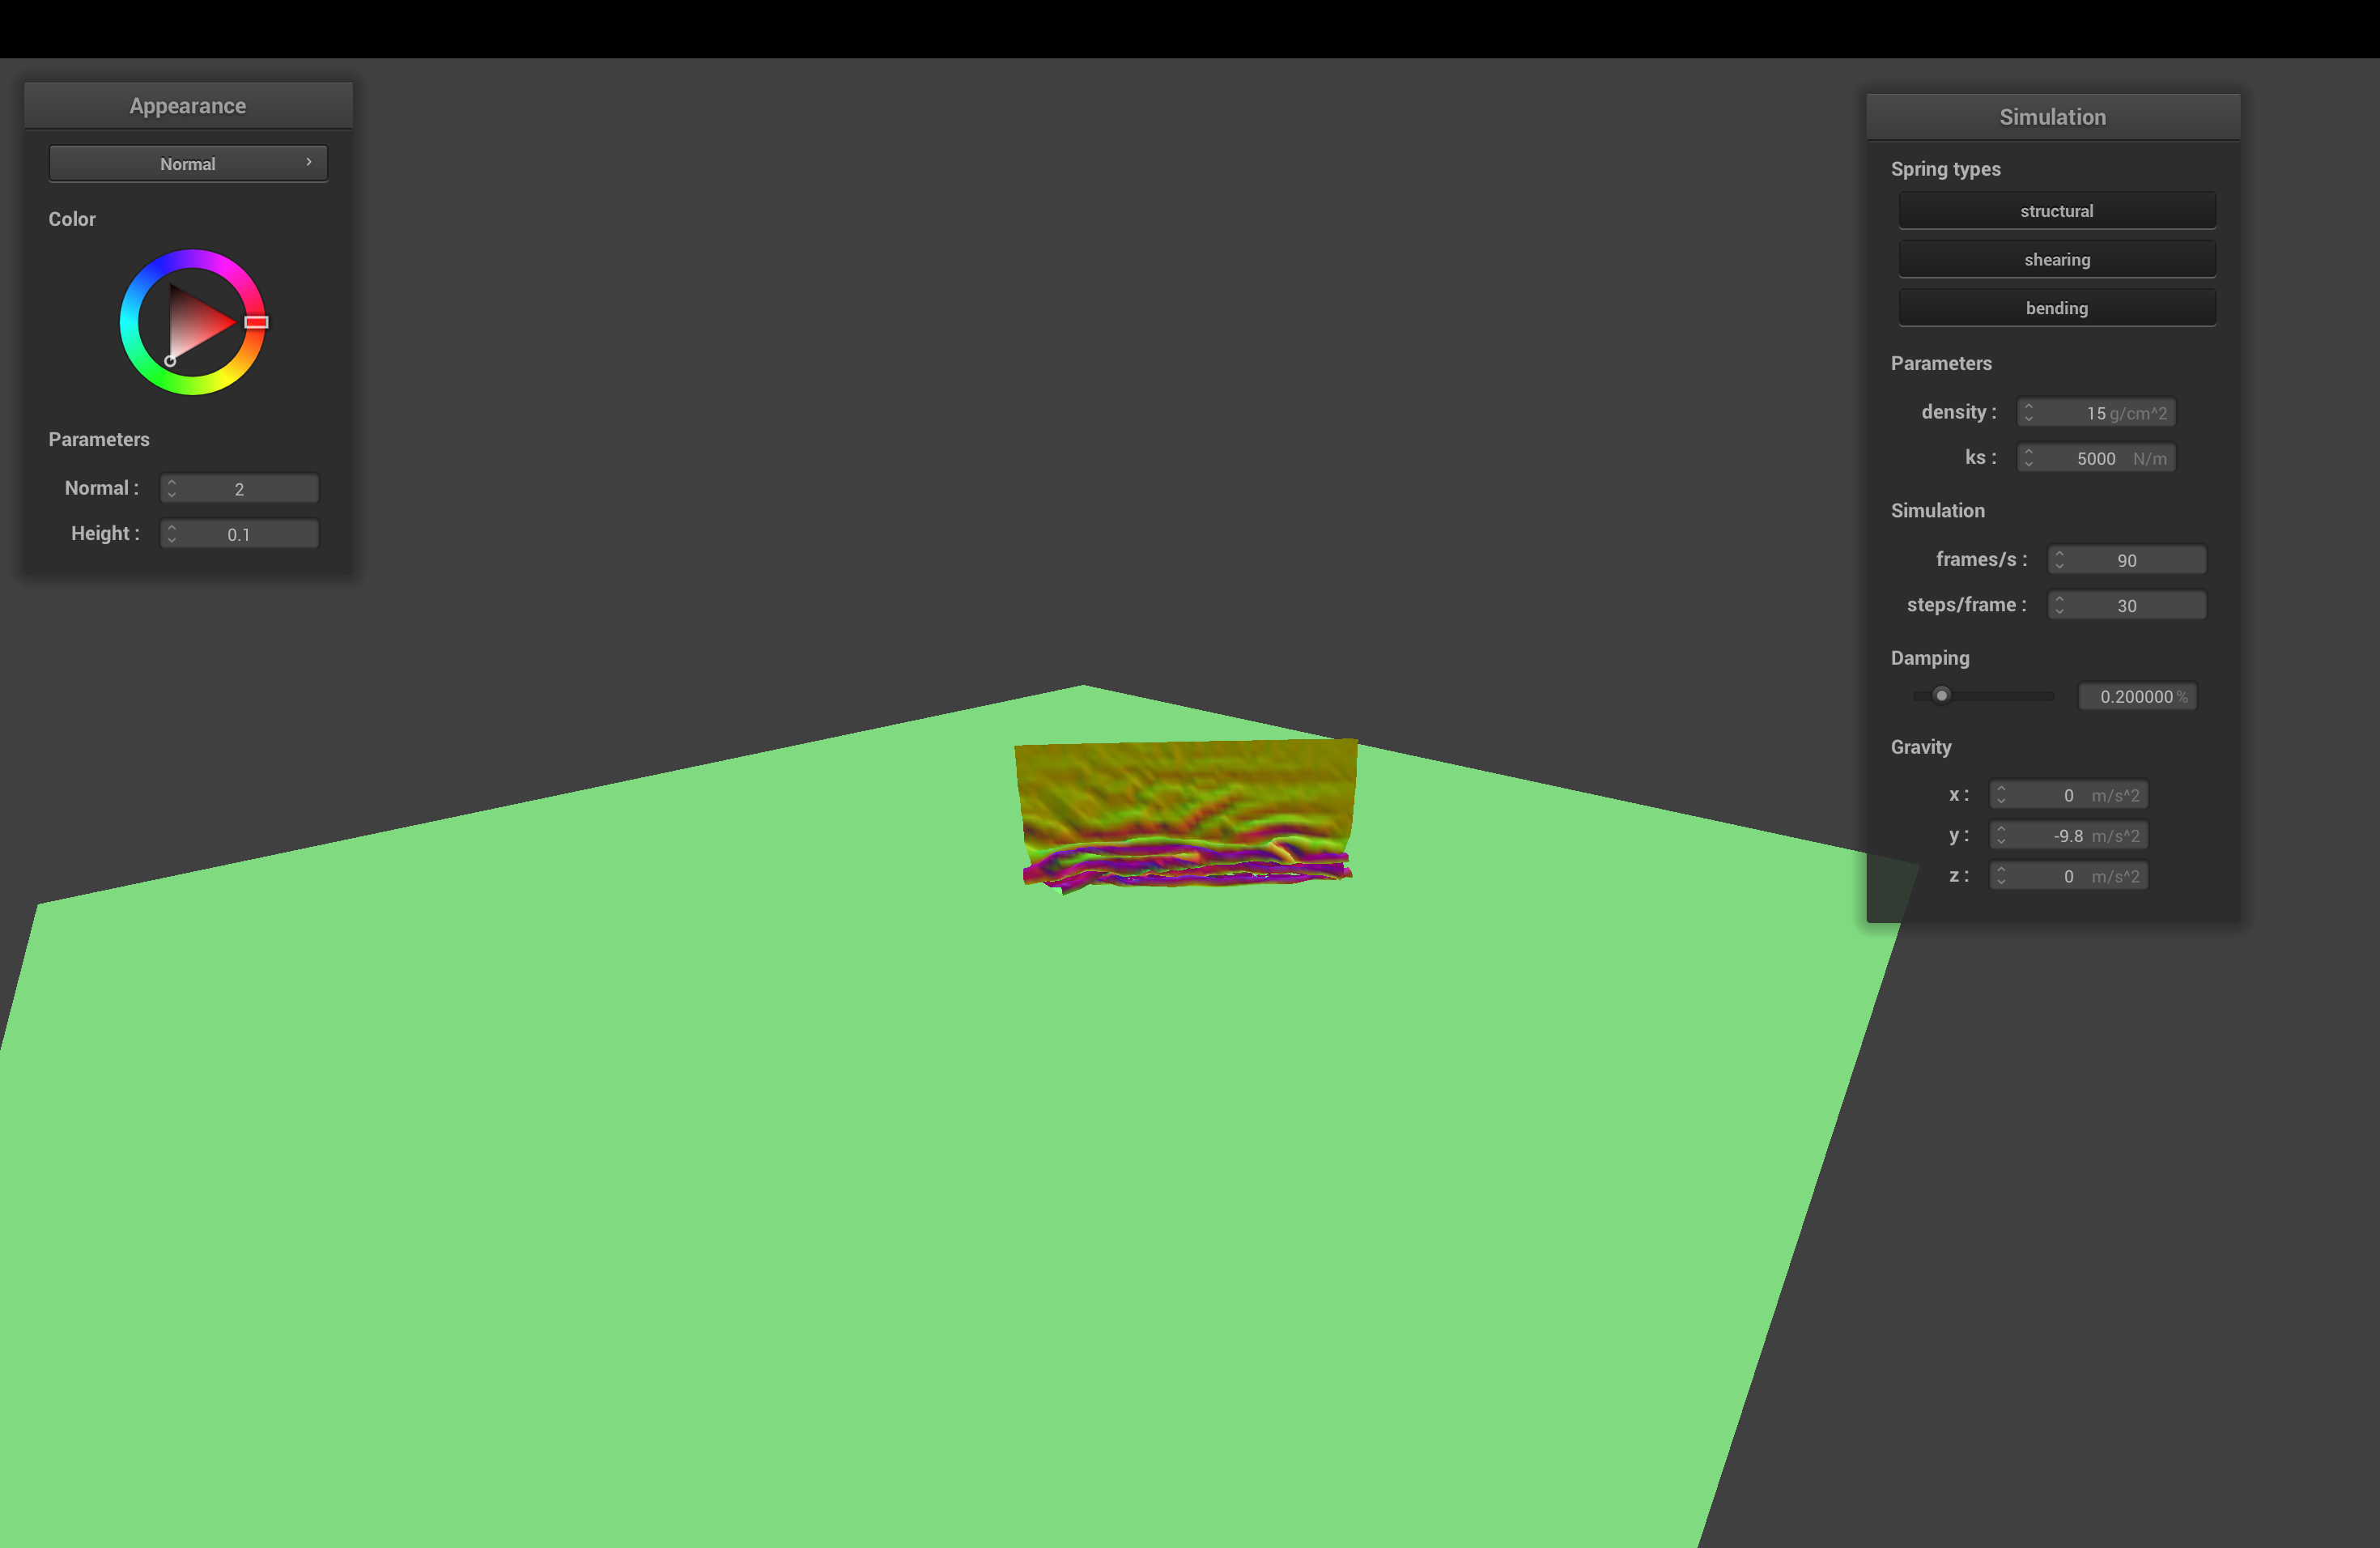 Appearance
Normal
Color
Parameters
Normal : 2
Height : 0.1
Simulation
Spring types
structural
shearing
bending
Parameters
density : 15 g/cm^2
ks : 5000 N/m
Simulation
frames/s : 90
steps/frame : 30
Damping
0.200000 %
Gravity
x : 0 m/s^2
y : -9.8 m/s^2
z : 0 m/s^2